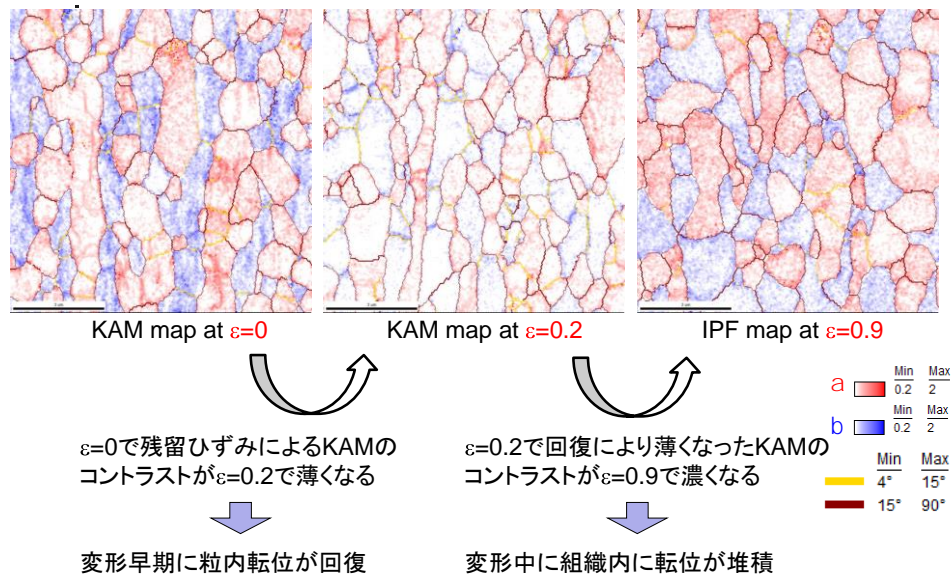 KAM map at ε=0
KAM map at ε=0.2
IPF map at ε=0.9
ε=0で残留ひずみによるKAMの
コントラストがε=0.2で薄くなる
変形早期に粒内転位が回復
ε=0.2で回復により薄くなったKAMの
コントラストがε=0.9で濃くなる
変形中に組織内に転位が堆積
a Min Max
0.2 2
b Min Max
0.2 2
Min Max
4° 15°
15° 90°